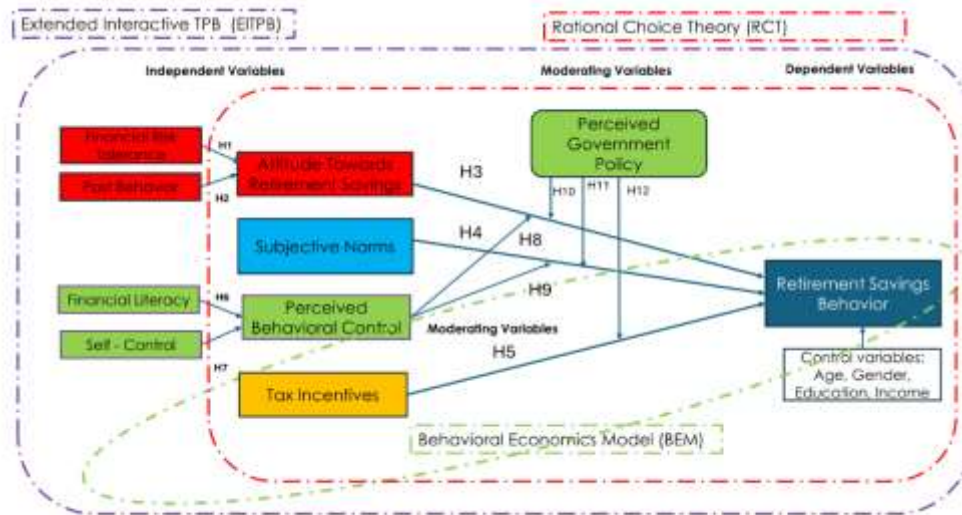 Extended Interactive TPB (EITPB)
Rational Choice Theory (RCT)
Independent Variables
Moderating Variables
Dependent Variables
Financial Risk
Tolerance
H1
Past Behavior
H2
Attitude Towards
Retirement Savings
Perceived
Government
Policy
H3
H10
H11
H12
Subjective Norms
H4
H8
Financial Literacy
H6
Self - Control
H7
Perceived
Behavioral Control
H9
Moderating Variables
Retirement Savings
Behavior
H5
Tax Incentives
Control variables:
Age, Gender,
Education, Income
Behavioral Economics Model (BEM)